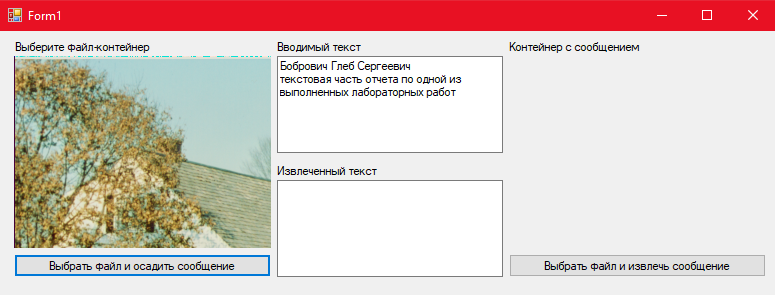 Form1
Выберите файл-контейнер
Вводимый текст
Контейнер с сообщением
Бобрович Глеб Сергеевич
текстовая часть отчета по одной из
выполненных лабораторных работ
Извлеченный текст
Выбрать файл и осадить сообщение
Выбрать файл и извлечь сообщение